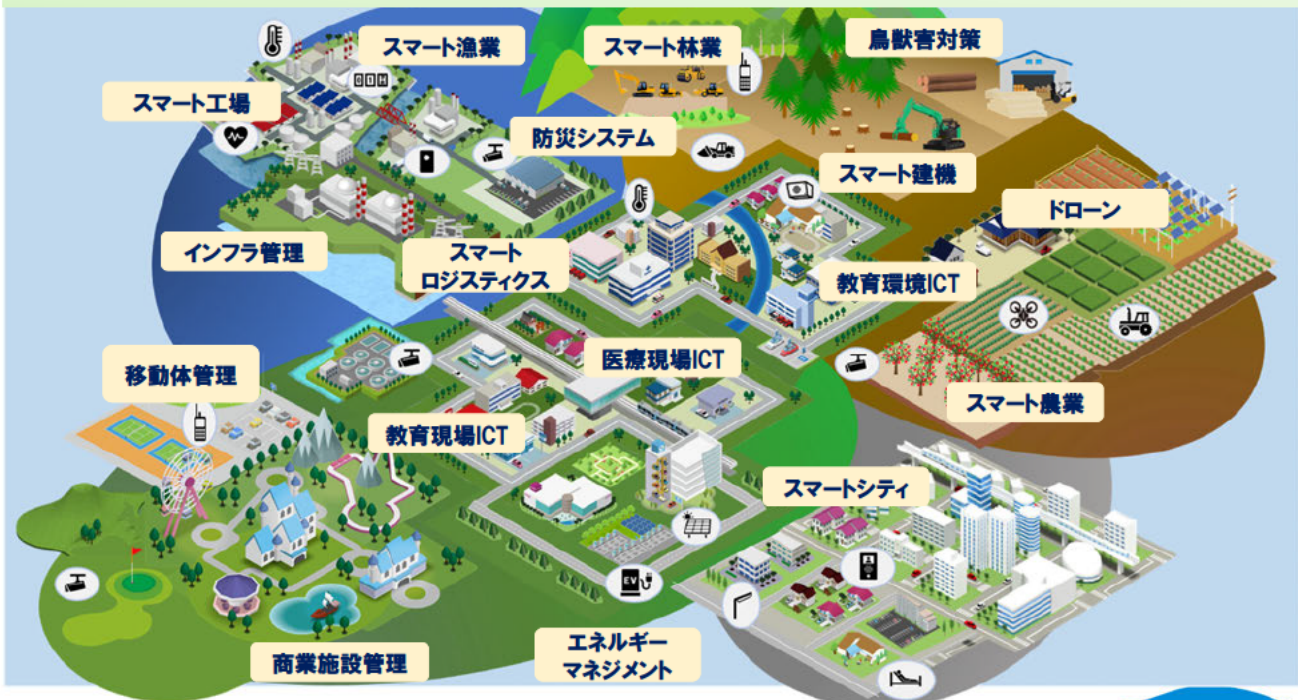 スマート漁業
スマート林業
鳥獣害対策
スマート工場
防災システム
スマート建機
ドローン
インフラ管理
スマート
ロジスティクス
教育環境ICT
医療現場ICT
移動体管理
スマート農業
教育現場ICT
スマートシティ
EV
エネルギー
マネジメント
商業施設管理